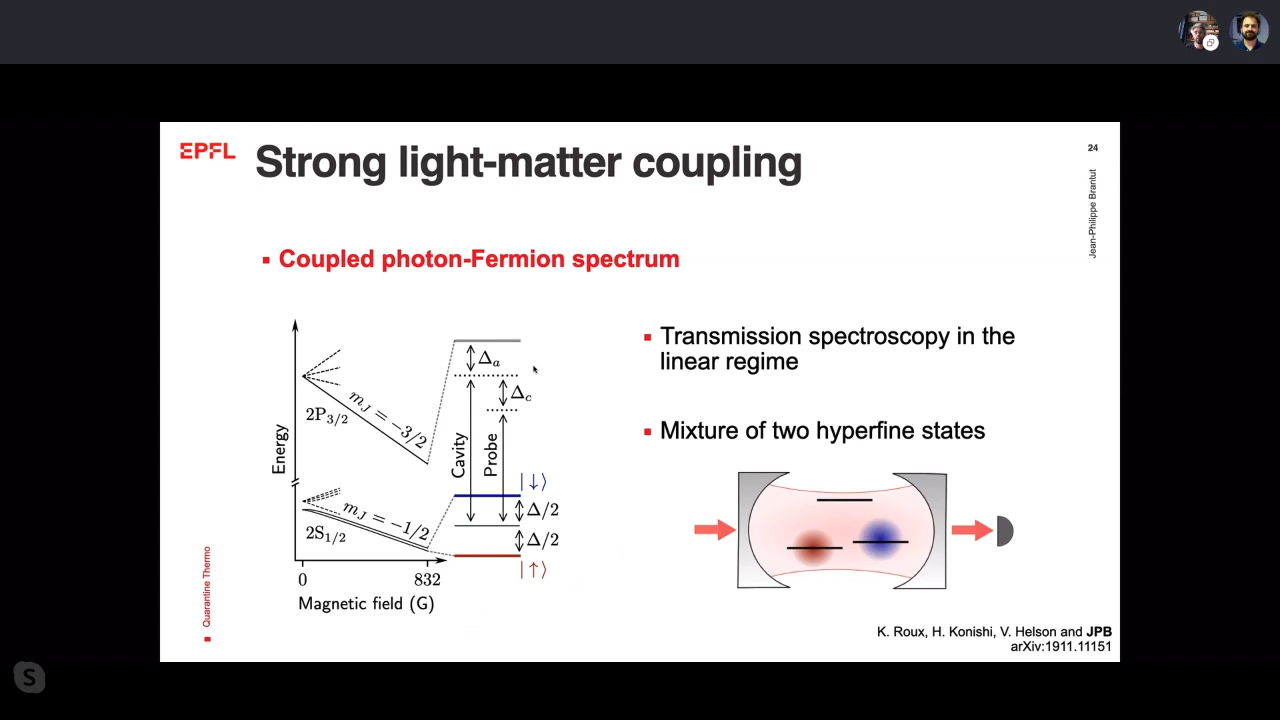 EPFL
Strong light-matter coupling
24
Jean-Philippe Brantut
Coupled photon-Fermion spectrum
Transmission spectroscopy in the
linear regime
Mixture of two hyperfine states
Energy
2P3/2
mJ = −3/2
2S1/2
mJ = −1/2
Δa
Δc
Cavity
Probe
|↓⟩
Δ/2
Δ/2
|↑⟩
0
832
Magnetic field (G)
Quarantine Thermo
K. Roux, H. Konishi, V. Helson and JPB
arXiv:1911.11151
S